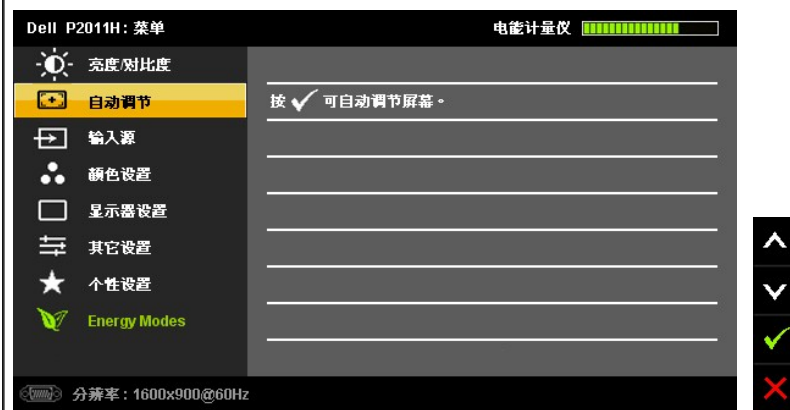 Dell P2011H: 菜单
电能计量仪
亮度/对比度
自动调节
按 ✓ 可自动调节屏幕。
输入源
颜色设置
显示器设置
其它设置
个性设置
Energy Modes
分辨率: 1600x900@60Hz